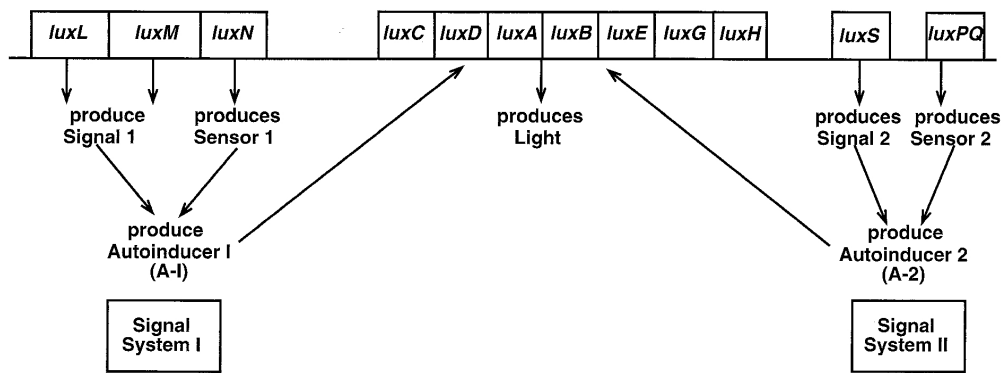 luxL luxM luxN luxC luxD luxA luxB luxE luxG luxH luxS luxPQ
produce
Signal 1
produces
Sensor 1
produces
Light
produces
Signal 2
produces
Sensor 2
produce
Autoinducer I
(A-I)
produce
Autoinducer 2
(A-2)
Signal
System I
Signal
System II